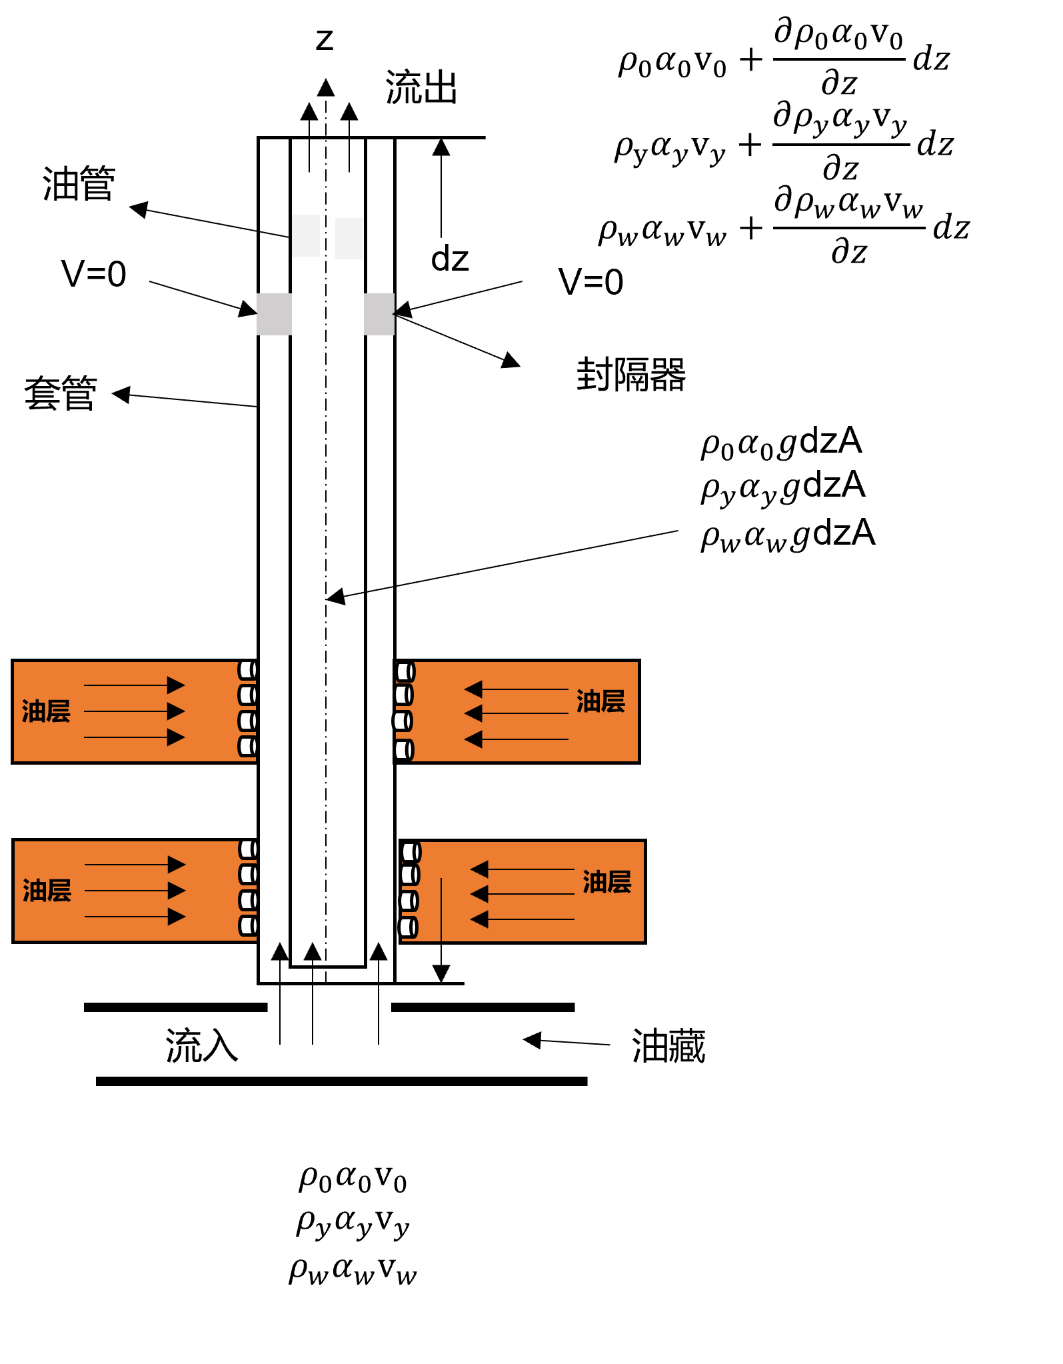 z
流出
ρ₀α₀v₀ + ∂ρ₀α₀v₀/∂z dz
ρyαyvy + ∂ρyαyvy/∂z dz
ρwαwvw + ∂ρwαwvw/∂z dz
油管
dz
V=0
V=0
封隔器
套管
ρ₀α₀gdzA
ρyαygdzA
ρwαwgdzA
油层
油层
油层
油层
流入
油藏
ρ₀α₀v₀
ρyαyvy
ρwαwvw